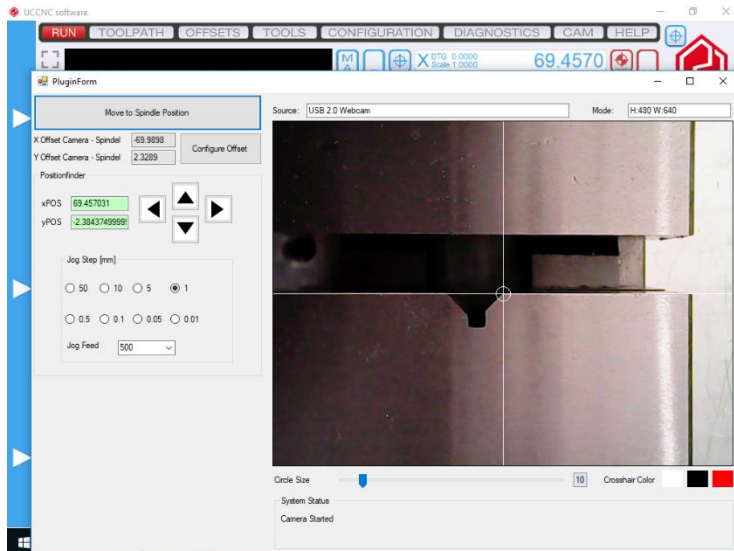 UCCNC software
RUN TOOLPATH OFFSETS TOOLS CONFIGURATION DIAGNOSTICS CAM HELP
M X DTG 0.0000 69.4570
A Scale 1.0000
PluginForm
Move to Spindle Position
Source: USB 2.0 Webcam Mode: H:480 W:640
X Offset Camera - Spindel -69.9898
Configure Offset
Y Offset Camera - Spindel 2.3289
Positionfinder
xPOS 69.457031
yPOS -2.3843749999
Jog Step [mm]
50 10 5 1
0.5 0.1 0.05 0.01
Jog Feed 500
Circle Size 10 Crosshair Color
System Status
Camera Started